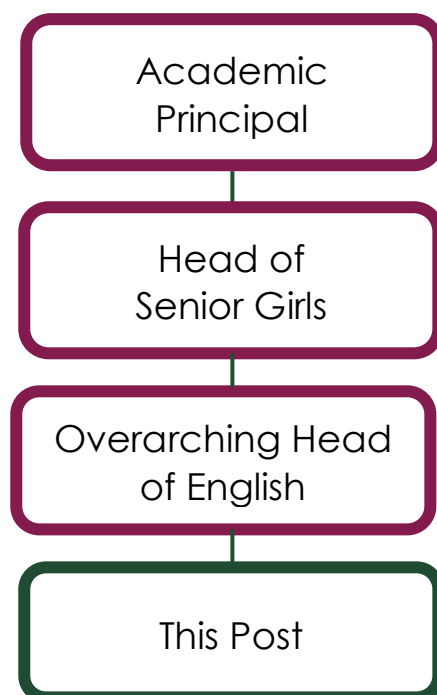 Academic
Principal
Head of
Senior Girls
Overarching Head
of English
This Post